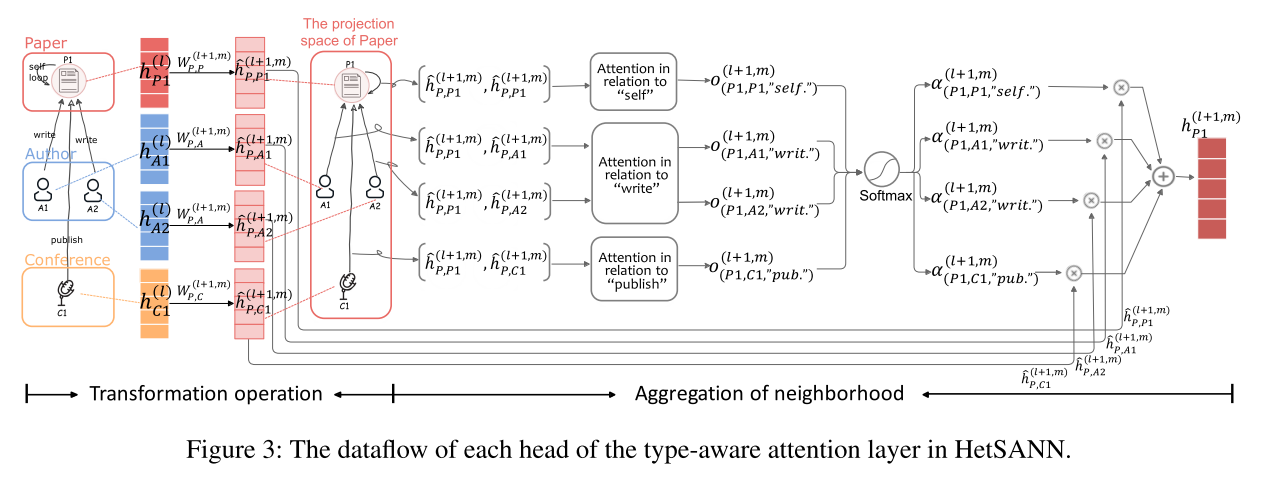 The projection
space of Paper
Paper
P1
self
loop
write
write
Author
A1
A2
publish
Conference
C1
h_{P1}^{(l)}
W_{P,P}^{(l+1,m)}
ĥ_{P,P1}^{(l+1,m)}
h_{A1}^{(l)}
W_{P,A}^{(l+1,m)}
ĥ_{P,A1}^{(l+1,m)}
h_{A2}^{(l)}
W_{P,A}^{(l+1,m)}
ĥ_{P,A2}^{(l+1,m)}
h_{C1}^{(l)}
W_{P,C}^{(l+1,m)}
ĥ_{P,C1}^{(l+1,m)}
P1
A1
A2
C1
[ĥ_{P,P1}^{(l+1,m)}, ĥ_{P,P1}^{(l+1,m)}]
Attention in
relation to
“self”
o_{(P1,P1,"self.")}^{(l+1,m)}
[ĥ_{P,P1}^{(l+1,m)}, ĥ_{P,A1}^{(l+1,m)}]
[ĥ_{P,P1}^{(l+1,m)}, ĥ_{P,A2}^{(l+1,m)}]
Attention in
relation to
“write”
o_{(P1,A1,"writ.")}^{(l+1,m)}
o_{(P1,A2,"writ.")}^{(l+1,m)}
[ĥ_{P,P1}^{(l+1,m)}, ĥ_{P,C1}^{(l+1,m)}]
Attention in
relation to
“publish”
o_{(P1,C1,"pub.")}^{(l+1,m)}
Softmax
α_{(P1,P1,"self.")}^{(l+1,m)}
α_{(P1,A1,"writ.")}^{(l+1,m)}
α_{(P1,A2,"writ.")}^{(l+1,m)}
α_{(P1,C1,"pub.")}^{(l+1,m)}
h_{P1}^{(l+1,m)}
ĥ_{P,P1}^{(l+1,m)}
ĥ_{P,A1}^{(l+1,m)}
ĥ_{P,A2}^{(l+1,m)}
ĥ_{P,C1}^{(l+1,m)}
Transformation operation
Aggregation of neighborhood
Figure 3: The dataflow of each head of the type-aware attention layer in HetSANN.